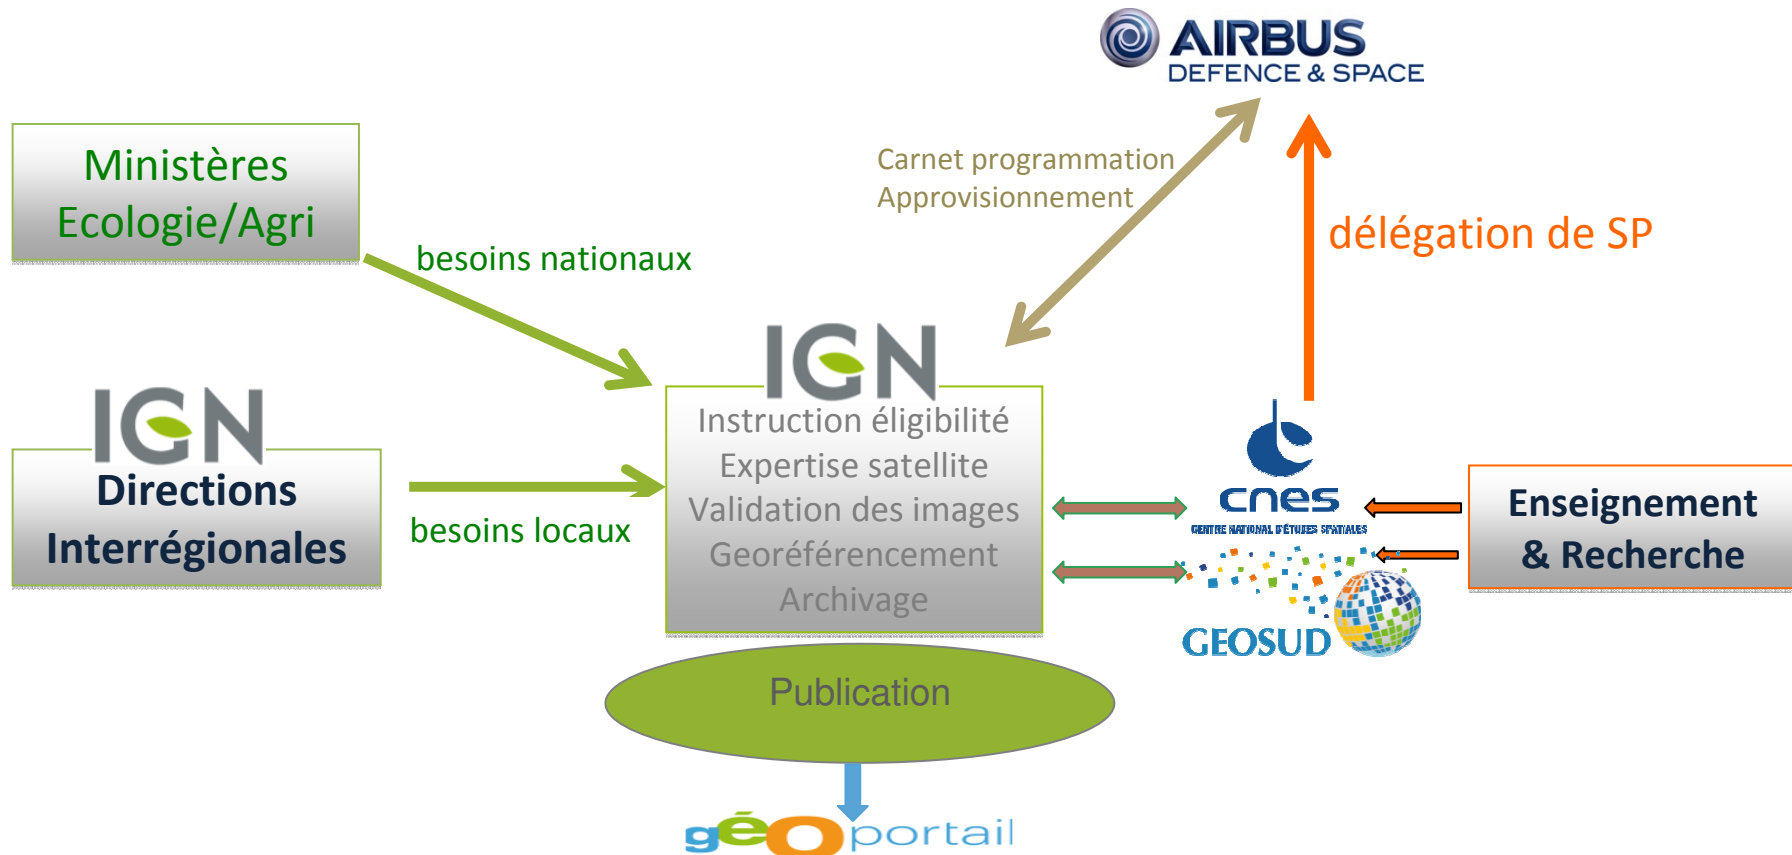 AIRBUS
DEFENCE & SPACE
Ministères
Ecologie/Agri
Carnet programmation
Approvisionnement
délégation de SP
besoins nationaux
IGN
Instruction éligibilité
Expertise satellite
Validation des images
Georéférencement
Archivage
IGN
Directions
Interrégionales
besoins locaux
cnes
CENTRE NATIONAL D'ÉTUDES SPATIALES
Enseignement
& Recherche
GEOSUD
Publication
géoportail